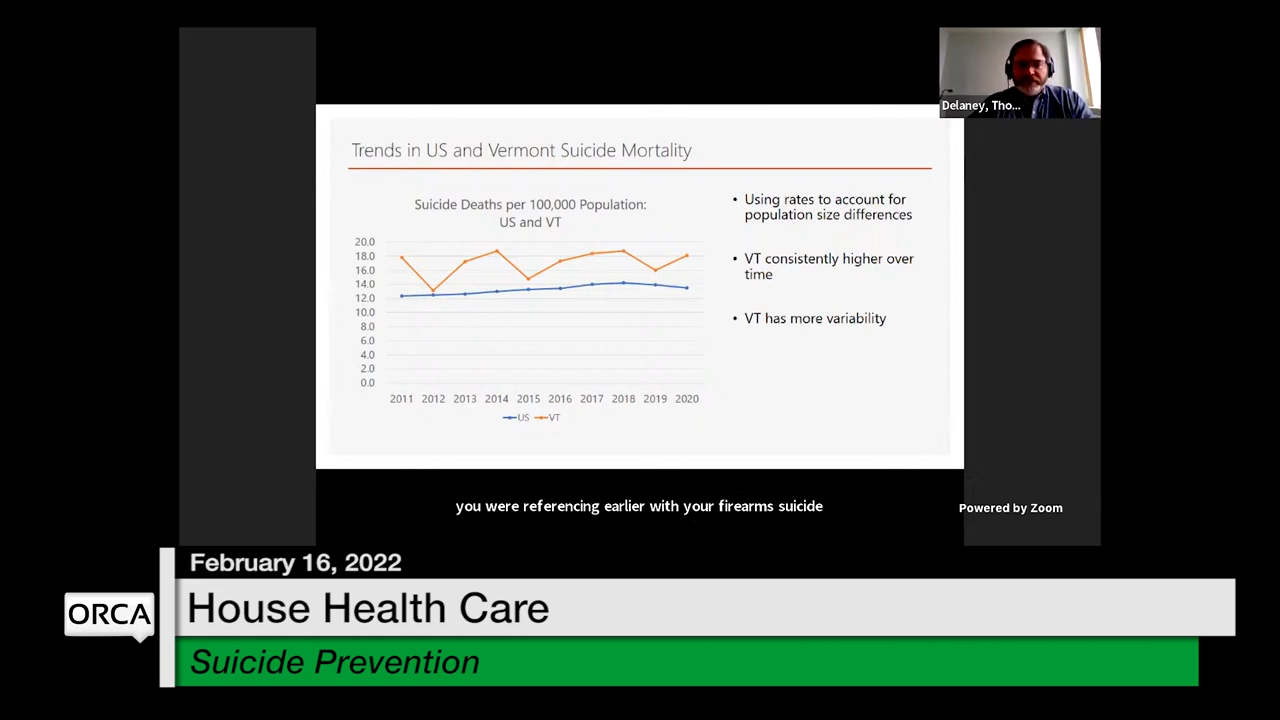 Delaney, Tho...
Trends in US and Vermont Suicide Mortality
Suicide Deaths per 100,000 Population:
US and VT
20.0
18.0
16.0
14.0
12.0
10.0
8.0
6.0
4.0
2.0
0.0
2011 2012 2013 2014 2015 2016 2017 2018 2019 2020
US VT
• Using rates to account for
population size differences
• VT consistently higher over
time
• VT has more variability
you were referencing earlier with your firearms suicide
Powered by Zoom
February 16, 2022
ORCA
House Health Care
Suicide Prevention